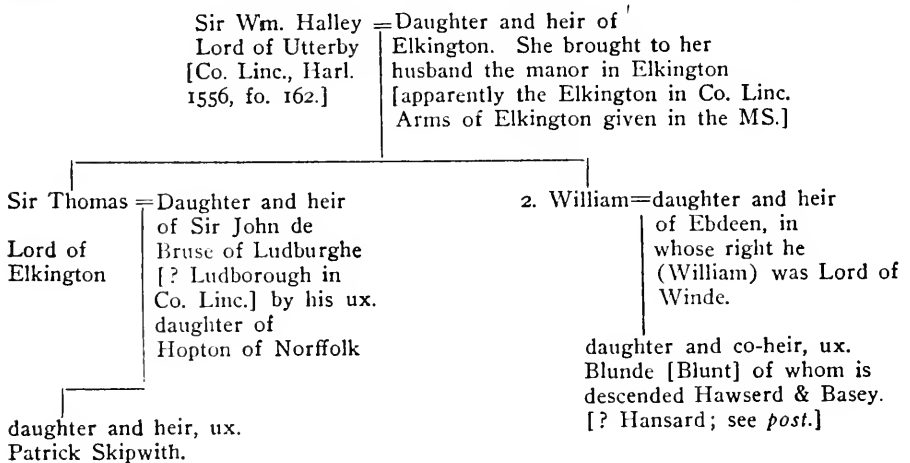 Sir Wm. Halley = Daughter and heir of
Lord of Utterby Elkington. She brought to her
[Co. Linc., Harl. husband the manor in Elkington
1556, fo. 162.] [apparently the Elkington in Co. Linc.
Arms of Elkington given in the MS.]
Sir Thomas = Daughter and heir
of Sir John de
Lord of Bruse of Ludburghe
Elkington [? Ludborough in
Co. Linc.] by his ux.
daughter of
Hopton of Norffolk
2. William = daughter and heir
of Ebdeen, in
whose right he
(William) was Lord of
Winde.
daughter and heir, ux.
Patrick Skipwith.
daughter and co-heir, ux.
Blunde [Blunt] of whom is
descended Hawserd & Basey.
[? Hansard; see post.]